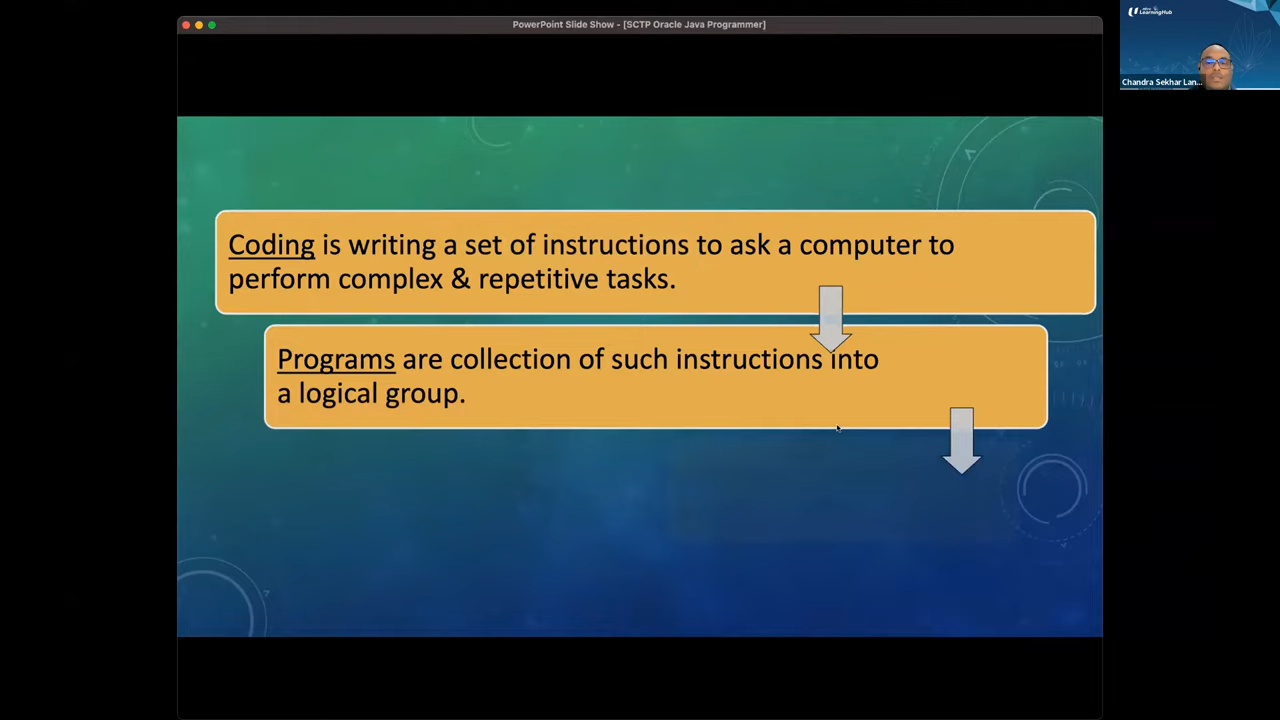 PowerPoint Slide Show - [SCTP Oracle Java Programmer]
LearningHub
Chandra Sekhar Lan...
Coding is writing a set of instructions to ask a computer to
perform complex & repetitive tasks.
Programs are collection of such instructions into
a logical group.